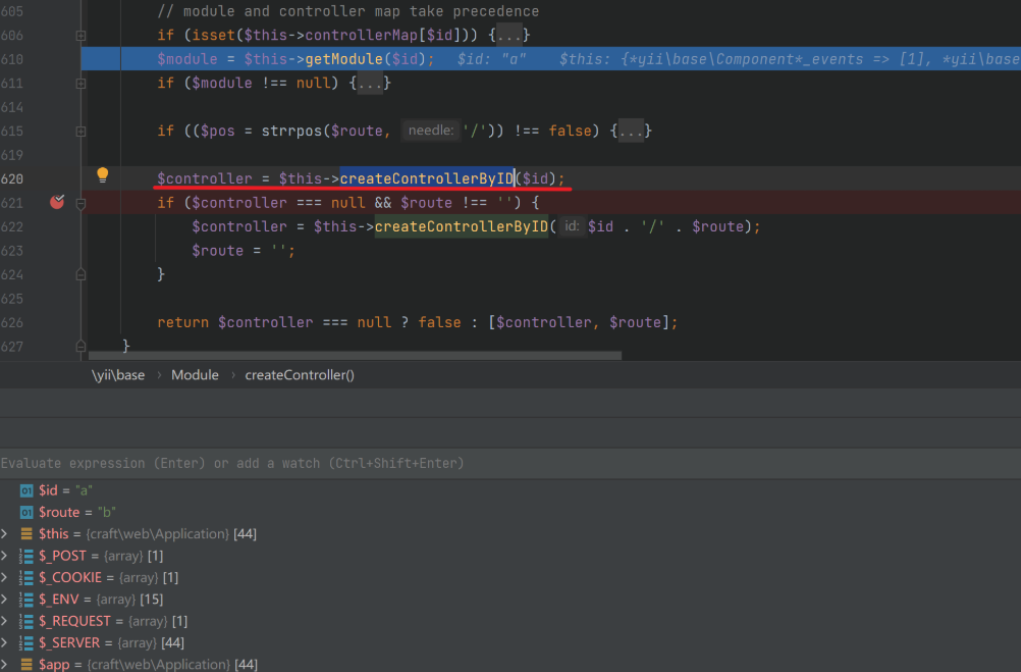 605 // module and controller map take precedence
606 if (isset($this->controllerMap[$id])) {...}
610 $module = $this->getModule($id); $id: "a" $this: {*yii\base\Component*_events => [1], *yii\base
611 if ($module !== null) {...}
614
615 if (($pos = strrpos($route, needle: '/')) !== false) {...}
619
620 $controller = $this->createControllerByID($id);
621 if ($controller === null && $route !== '') {
622 $controller = $this->createControllerByID( id: $id . '/' . $route);
623 $route = '';
624 }
625
626 return $controller === null ? false : [$controller, $route];
627 }
\yii\base › Module › createController()
Evaluate expression (Enter) or add a watch (Ctrl+Shift+Enter)
01 $id = "a"
01 $route = "b"
$this = {craft\web\Application} [44]
$_POST = {array} [1]
$_COOKIE = {array} [1]
$_ENV = {array} [15]
$_REQUEST = {array} [1]
$_SERVER = {array} [44]
$app = {craft\web\Application} [44]